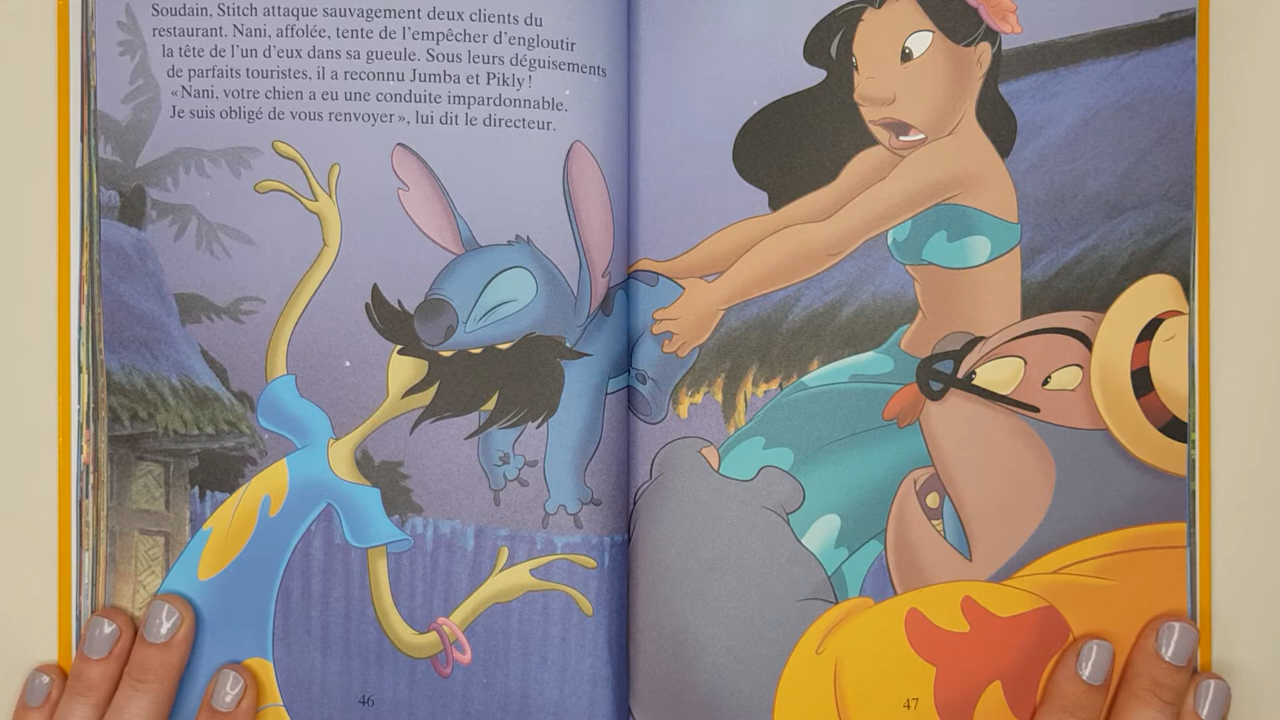 Soudain, Stitch attaque sauvagement deux clients du
restaurant. Nani, affolée, tente de l'empêcher d'engloutir
la tête de l'un d'eux dans sa gueule. Sous leurs déguisements
de parfaits touristes, il a reconnu Jumba et Pikly !
«Nani, votre chien a eu une conduite impardonnable.
Je suis obligé de vous renvoyer», lui dit le directeur.
46
47